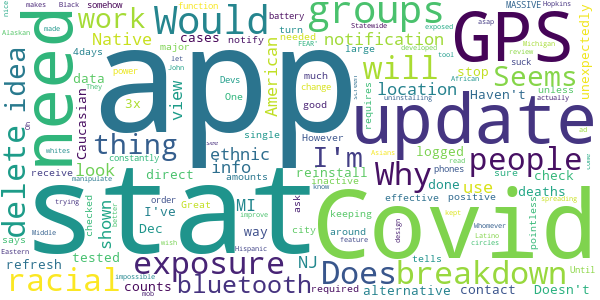 somehow Black makes battery work Would function nice groups MASSIVE Hopkins Statewide asap
Alaskan 4days Native cases notify turn needed notification GPS exposed
major American large FEAR' developed tool Michigan
They data power 3x view Devs One let John much change good will stop review suck African
need app location Seems unless unexpectedly
delete idea Caucasian single requires Haven't phones uninstalling actually ad
thing However I'm update
6 look constantly ethnic info amounts screen see reinstall logged Asians read sure check
whites receive direct inactive Why done use people deaths
manipulate shown I've MI ask know effective positive
trying order Great improve keeping
Middle checked better Dec way city around feature design kept spreading pointless came
says stat tested NJ tells Latino Whomever circles
Eastern refresh exposure Hispanic wish Does breakdown Until
racial counts bluetooth required alternative contact Doesn't
mob impossible
Covid